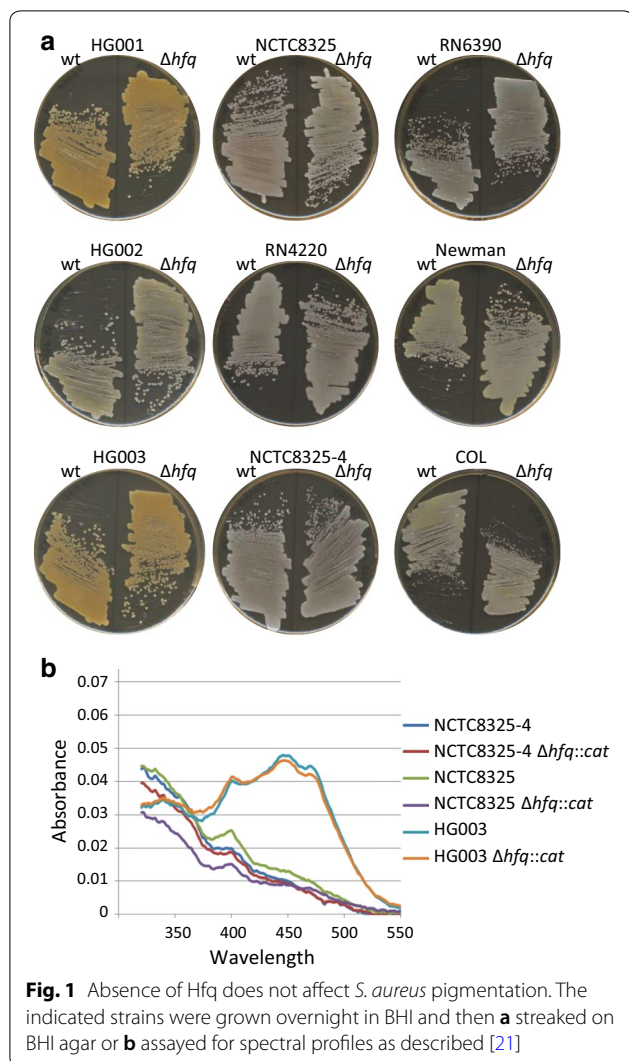 a
HG001 NCTC8325 RN6390
wt Δhfq wt Δhfq wt Δhfq
HG002 RN4220 Newman
wt Δhfq wt Δhfq wt Δhfq
HG003 NCTC8325-4 COL
wt Δhfq wt Δhfq wt Δhfq
b
0.07
0.06
0.05
0.04
0.03
0.02
0.01
0
Absorbance
350 450 500 550
Wavelength
NCTC8325-4
NCTC8325-4 Δhfq::cat
NCTC8325
NCTC8325 Δhfq::cat
HG003
HG003 Δhfq::cat
Fig. 1 Absence of Hfq does not affect S. aureus pigmentation. The
indicated strains were grown overnight in BHI and then a streaked on
BHI agar or b assayed for spectral profiles as described [21]